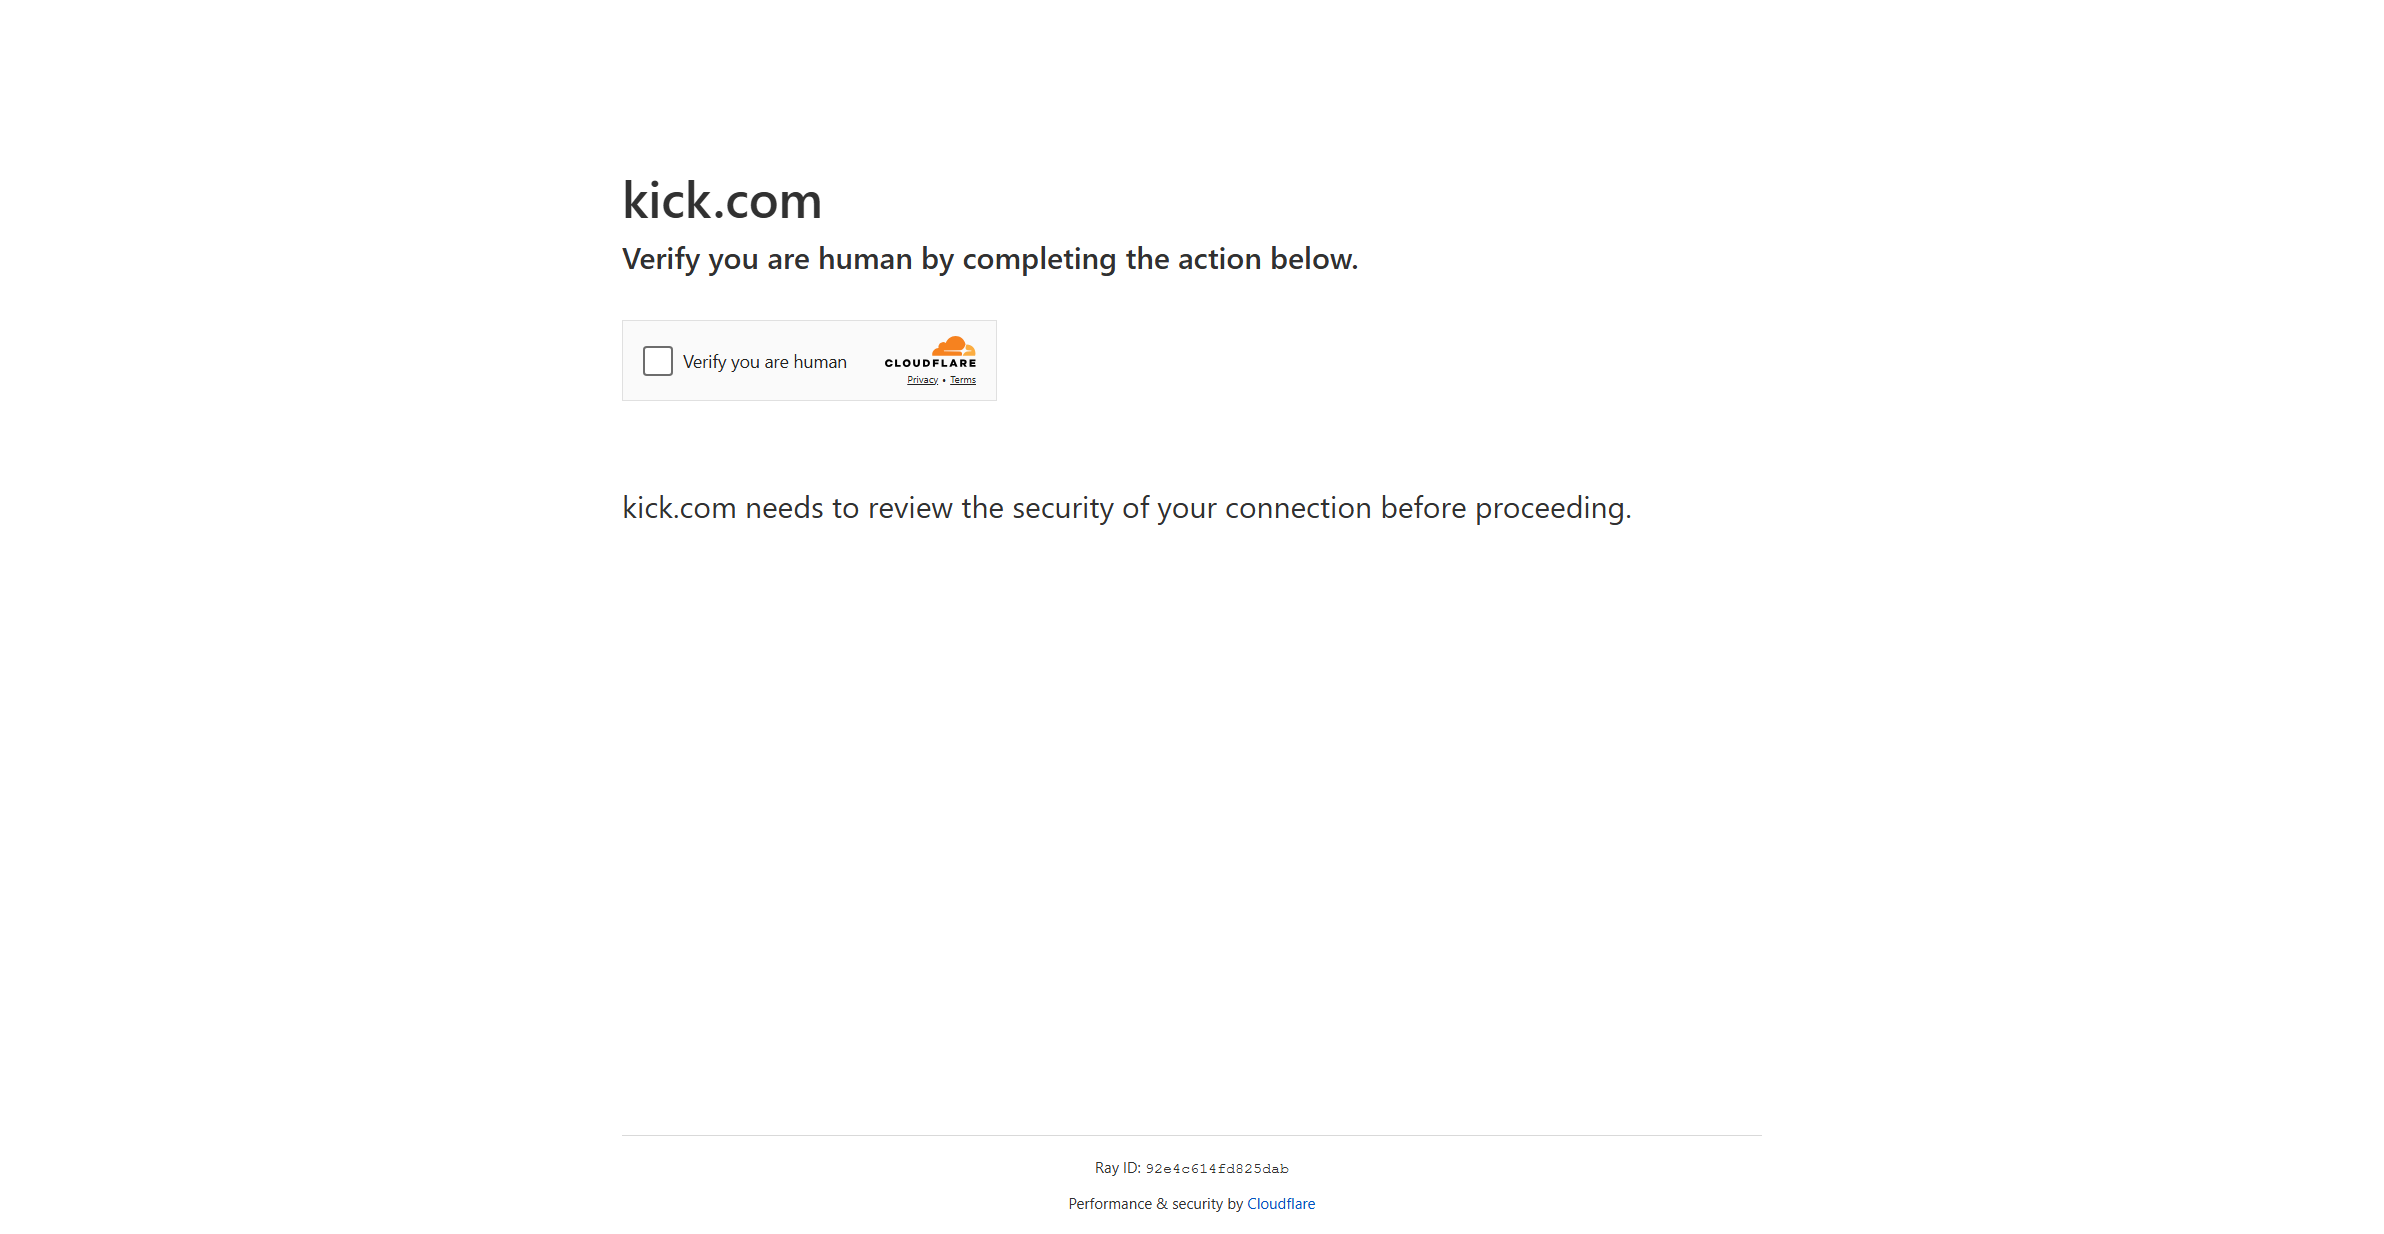 kick.com
Verify you are human by completing the action below.
Verify you are human
CLOUDFLARE
Privacy • Terms
kick.com needs to review the security of your connection before proceeding.
Ray ID: 92e4c614fd825dab
Performance & security by Cloudflare